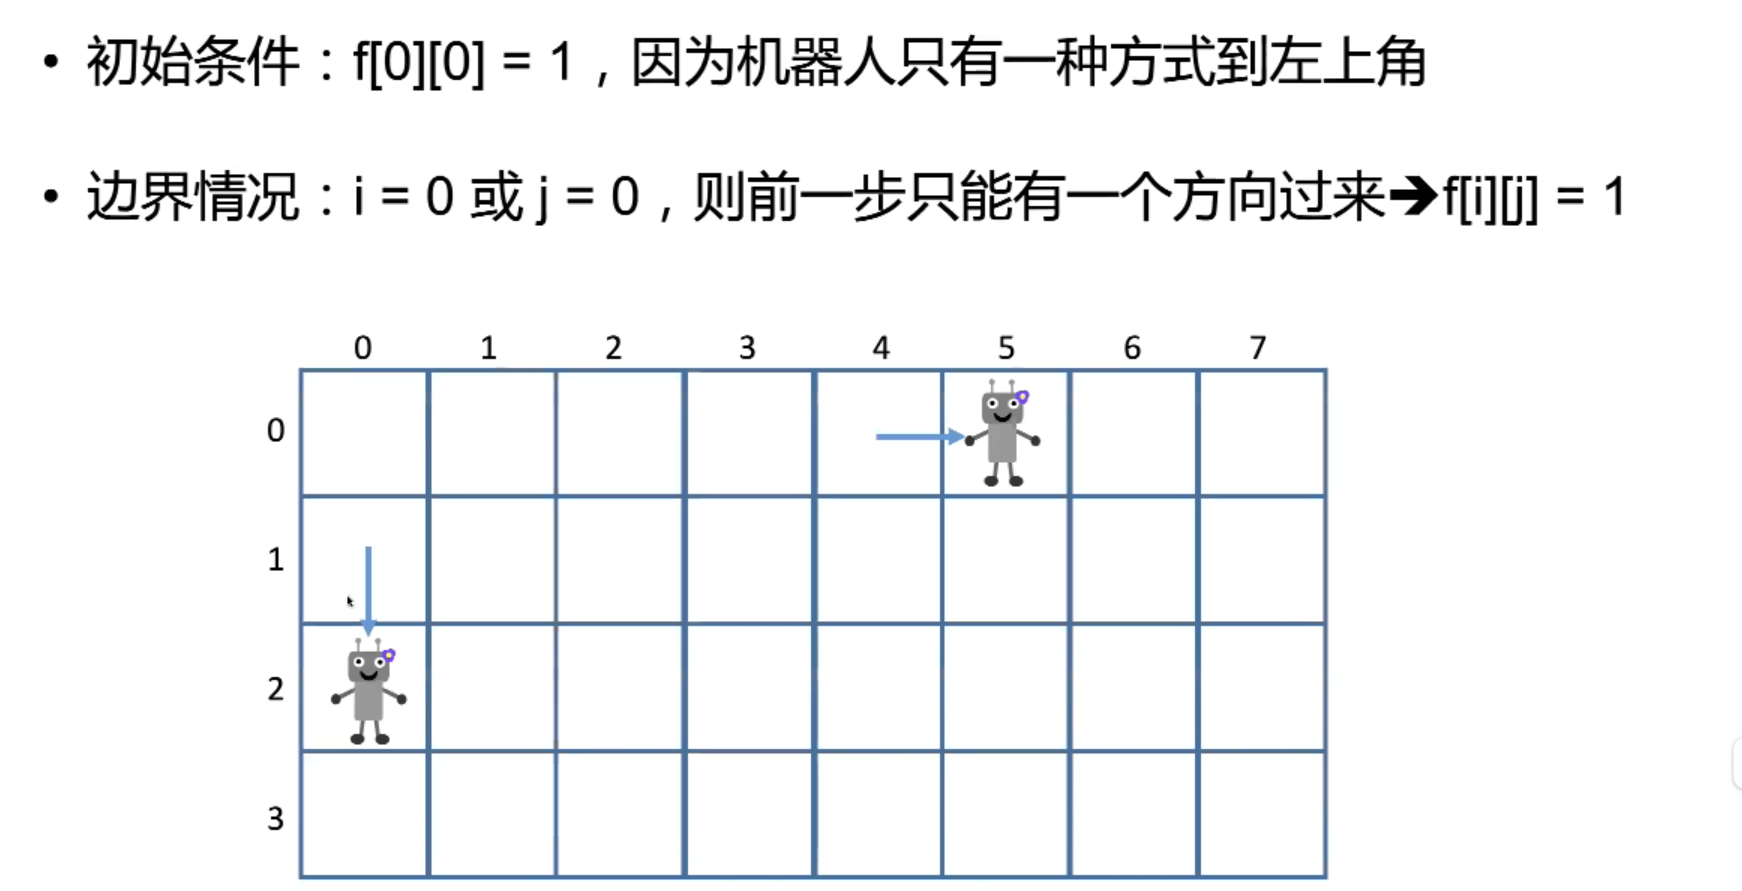 • 初始条件：f[0][0] = 1，因为机器人只有一种方式到左上角
• 边界情况：i = 0 或 j = 0，则前一步只能有一个方向过来➔f[i][j] = 1
0 1 2 3 4 5 6 7
0
1
2
3